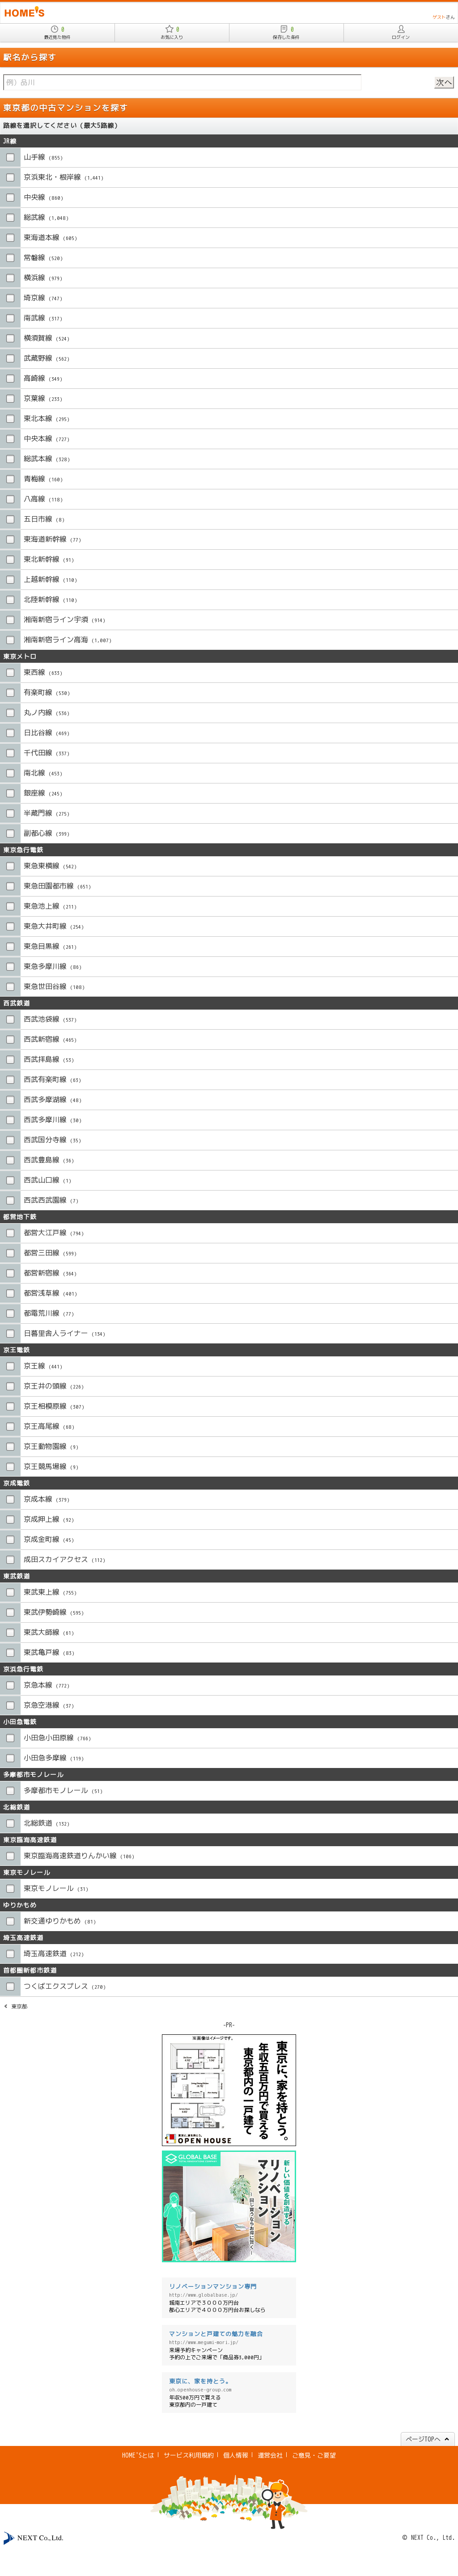 HOME'S
ゲストさん
0
最近見た物件
0
お気に入り
0
保存した条件
ログイン
駅名から探す
例）品川
次へ
東京都の中古マンションを探す
路線を選択してください（最大5路線）
JR線
山手線 (855)
京浜東北・根岸線 (1,441)
中央線 (860)
総武線 (1,048)
東海道本線 (605)
常磐線 (520)
横浜線 (979)
埼京線 (747)
南武線 (317)
横須賀線 (524)
武蔵野線 (562)
高崎線 (349)
京葉線 (233)
東北本線 (295)
中央本線 (727)
総武本線 (328)
青梅線 (160)
八高線 (118)
五日市線 (8)
東海道新幹線 (77)
東北新幹線 (91)
上越新幹線 (110)
北陸新幹線 (110)
湘南新宿ライン宇須 (914)
湘南新宿ライン高海 (1,007)
東京メトロ
東西線 (633)
有楽町線 (538)
丸ノ内線 (536)
日比谷線 (469)
千代田線 (337)
南北線 (453)
銀座線 (245)
半蔵門線 (275)
副都心線 (399)
東京急行電鉄
東急東横線 (562)
東急田園都市線 (651)
東急池上線 (211)
東急大井町線 (254)
東急目黒線 (261)
東急多摩川線 (86)
東急世田谷線 (108)
西武鉄道
西武池袋線 (537)
西武新宿線 (465)
西武拝島線 (53)
西武有楽町線 (63)
西武多摩湖線 (48)
西武多摩川線 (30)
西武国分寺線 (35)
西武豊島線 (36)
西武山口線 (1)
西武西武園線 (7)
都営地下鉄
都営大江戸線 (794)
都営三田線 (599)
都営新宿線 (364)
都営浅草線 (401)
都電荒川線 (77)
日暮里舎人ライナー (134)
京王電鉄
京王線 (441)
京王井の頭線 (226)
京王相模原線 (307)
京王高尾線 (68)
京王動物園線 (9)
京王競馬場線 (9)
京成電鉄
京成本線 (379)
京成押上線 (92)
京成金町線 (45)
成田スカイアクセス (112)
東武鉄道
東武東上線 (755)
東武伊勢崎線 (595)
東武大師線 (61)
東武亀戸線 (83)
京浜急行電鉄
京急本線 (772)
京急空港線 (37)
小田急電鉄
小田急小田原線 (708)
小田急多摩線 (119)
多摩都市モノレール
多摩都市モノレール (51)
北総鉄道
北総鉄道 (152)
東京臨海高速鉄道
東京臨海高速鉄道りんかい線 (106)
東京モノレール
東京モノレール (31)
ゆりかもめ
新交通ゆりかもめ (81)
埼玉高速鉄道
埼玉高速鉄道 (212)
首都圏新都市鉄道
つくばエクスプレス (270)
東京都
-PR-
※画像はイメージです。
東京に、家を持とう。
年収五百万円で買える
東京都内の一戸建て
東京に、家を持とう。
OPEN HOUSE
GLOBAL BASE
新しい価値を創造する
リノベーション
マンション
リノベーションマンション専門
http://www.globalbase.jp/
城南エリアで３０００万円台
都心エリアで４０００万円台お探しなら
マンションと戸建ての魅力を融合
http://www.megumi-mori.jp/
来場予約キャンペーン
予約の上でご来場で「商品券3,000円」
東京に、家を持とう。
oh.openhouse-group.com
年収500万円で買える
東京都内の一戸建て
ページTOPへ
HOME'Sとは | サービス利用規約 | 個人情報 | 運営会社 | ご意見・ご要望
NEXT Co.,Ltd.
© NEXT Co., Ltd.